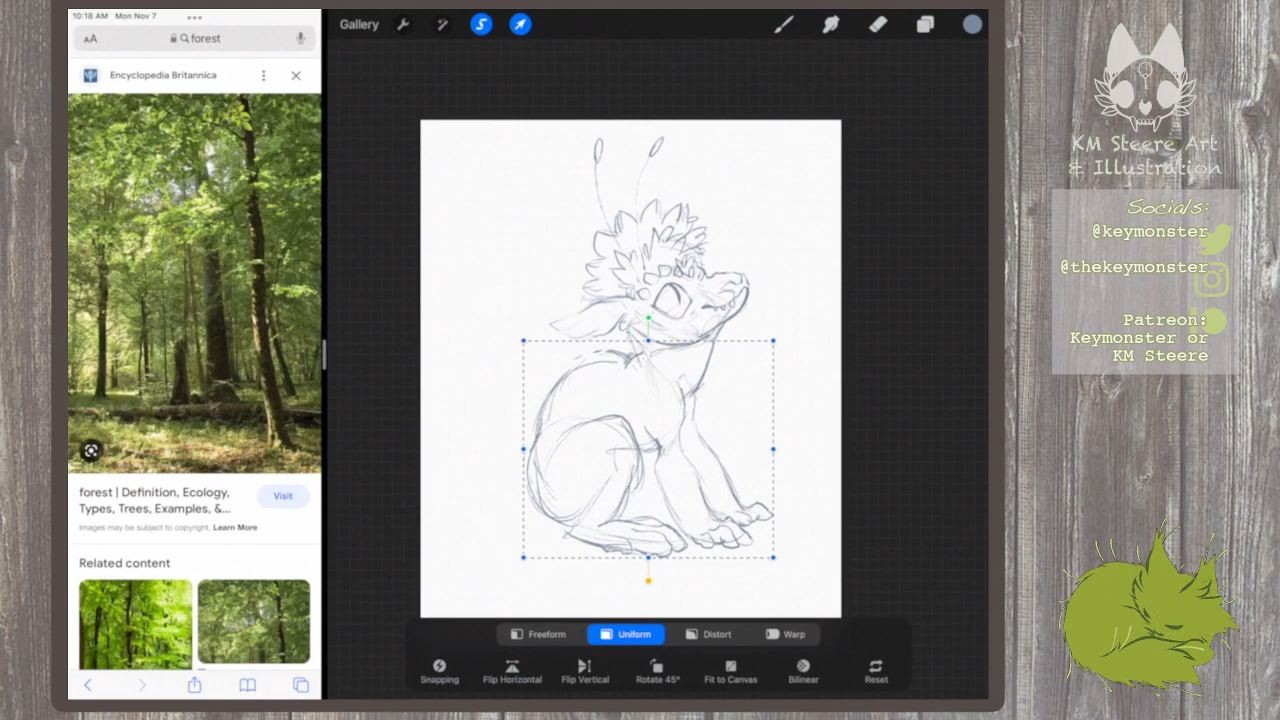 10:18 AM Mon Nov 7
AA
forest
Encyclopedia Britannica
forest | Definition, Ecology,
Types, Trees, Examples, &...
Visit
Images may be subject to copyright. Learn More
Related content
Gallery
S
Freeform
Uniform
Distort
Warp
Snapping
Flip Horizontal
Flip Vertical
Rotate 45°
Fit to Canvas
Bilinear
Reset
KM Steere Art
& Illustration
Socials:
@keymonster
@thekeymonster
Patreon:
Keymonster or
KM Steere